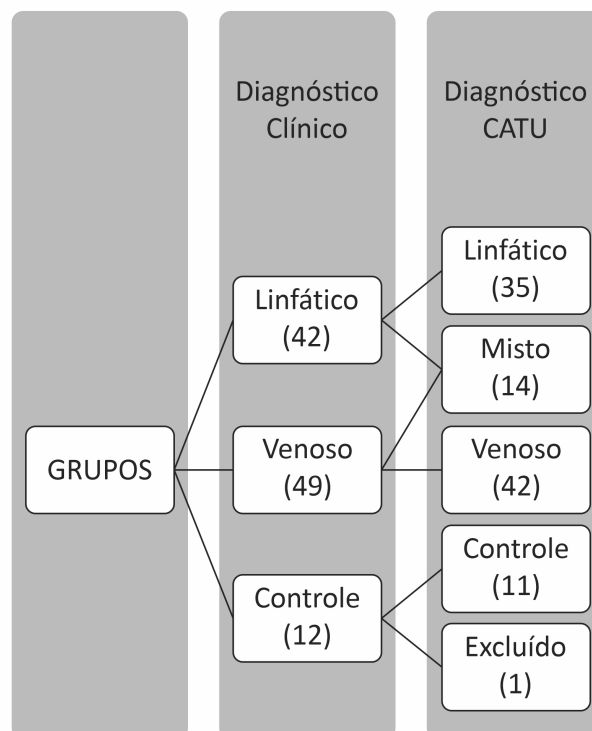 Diagnóstico
Clínico
Diagnóstico
CATU
GRUPOS
Linfático
(42)
Venoso
(49)
Controle
(12)
Linfático
(35)
Misto
(14)
Venoso
(42)
Controle
(11)
Excluído
(1)